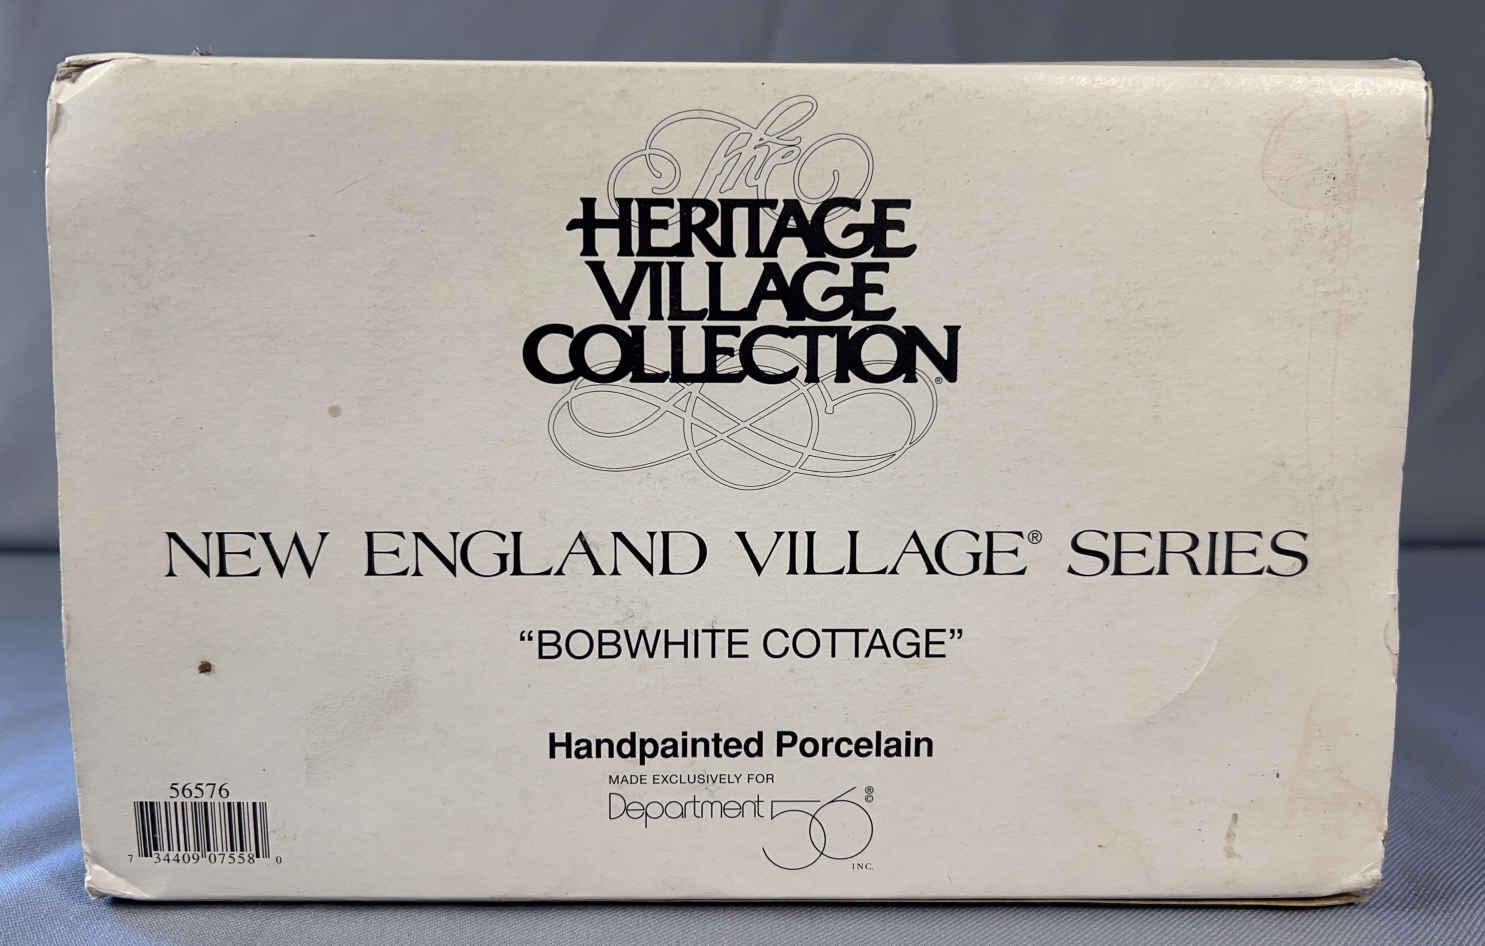 The
HERITAGE
VILLAGE
COLLECTION®
NEW ENGLAND VILLAGE® SERIES
“BOBWHITE COTTAGE”
Handpainted Porcelain
MADE EXCLUSIVELY FOR
Department 56 ®©
INC.
56576
7 34409 07558 0